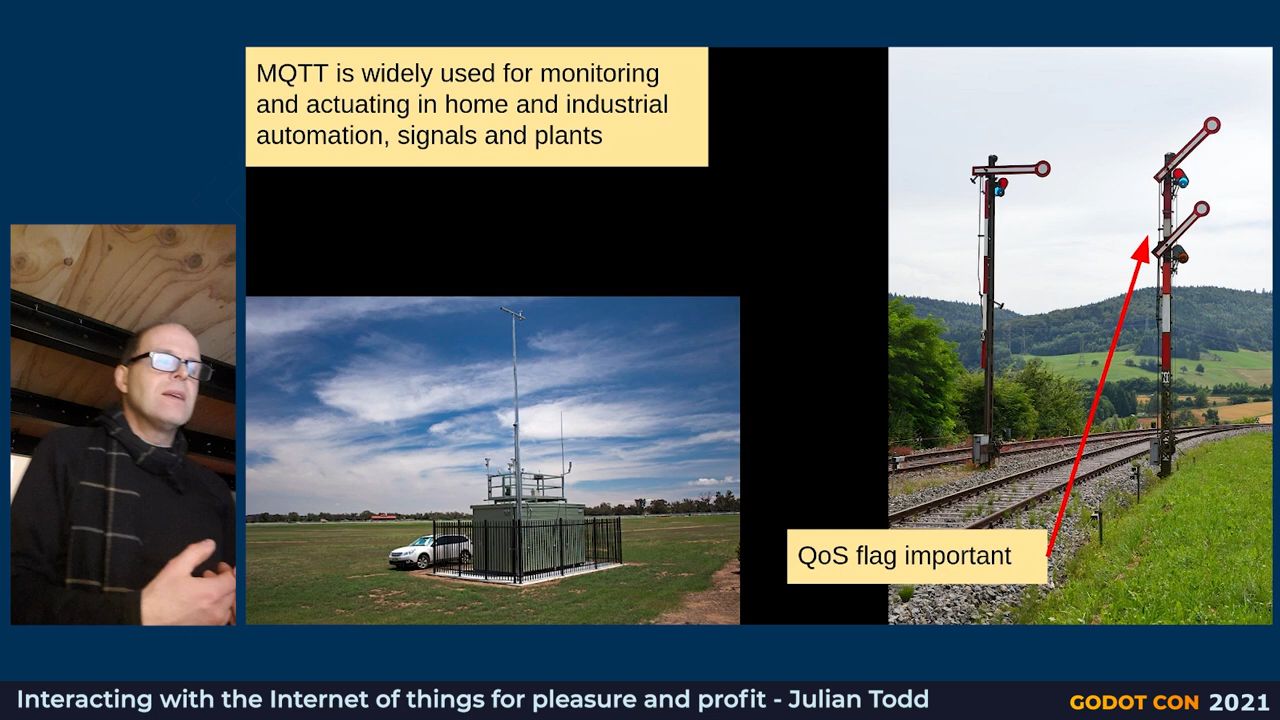 MQTT is widely used for monitoring
and actuating in home and industrial
automation, signals and plants
QoS flag important
Interacting with the Internet of things for pleasure and profit - Julian Todd
GODOT CON 2021